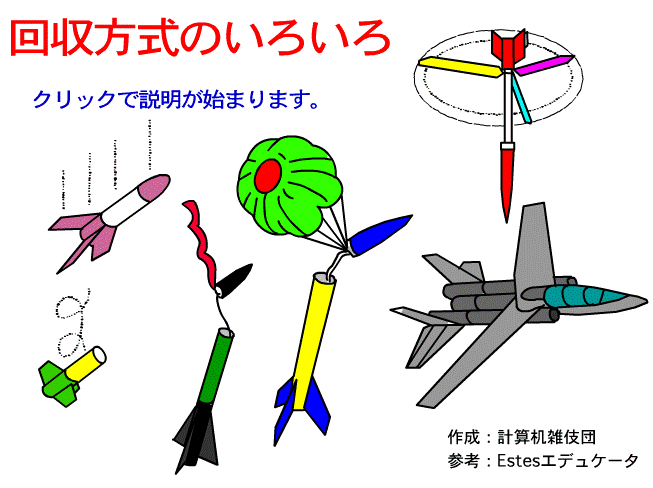 回収方式のいろいろ
クリックで説明が始まります。
作成：計算机雑伎団
参考：Estesエデュケータ